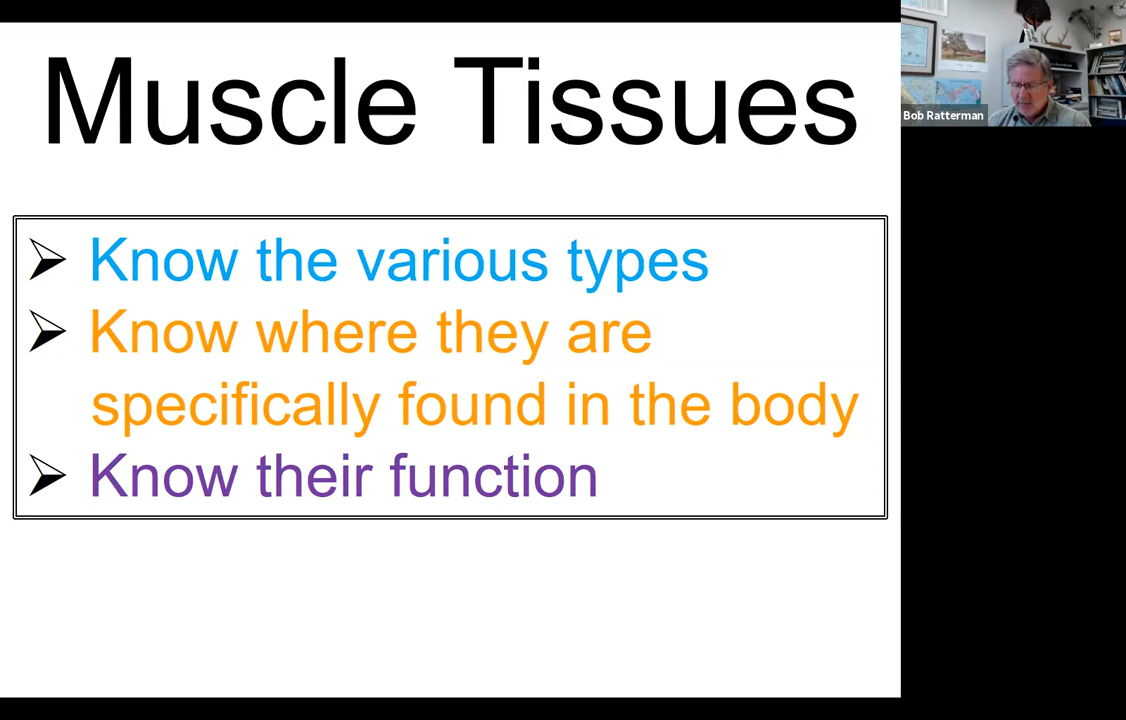 Muscle Tissues
Know the various types
Know where they are
specifically found in the body
Know their function
Bob Ratterman